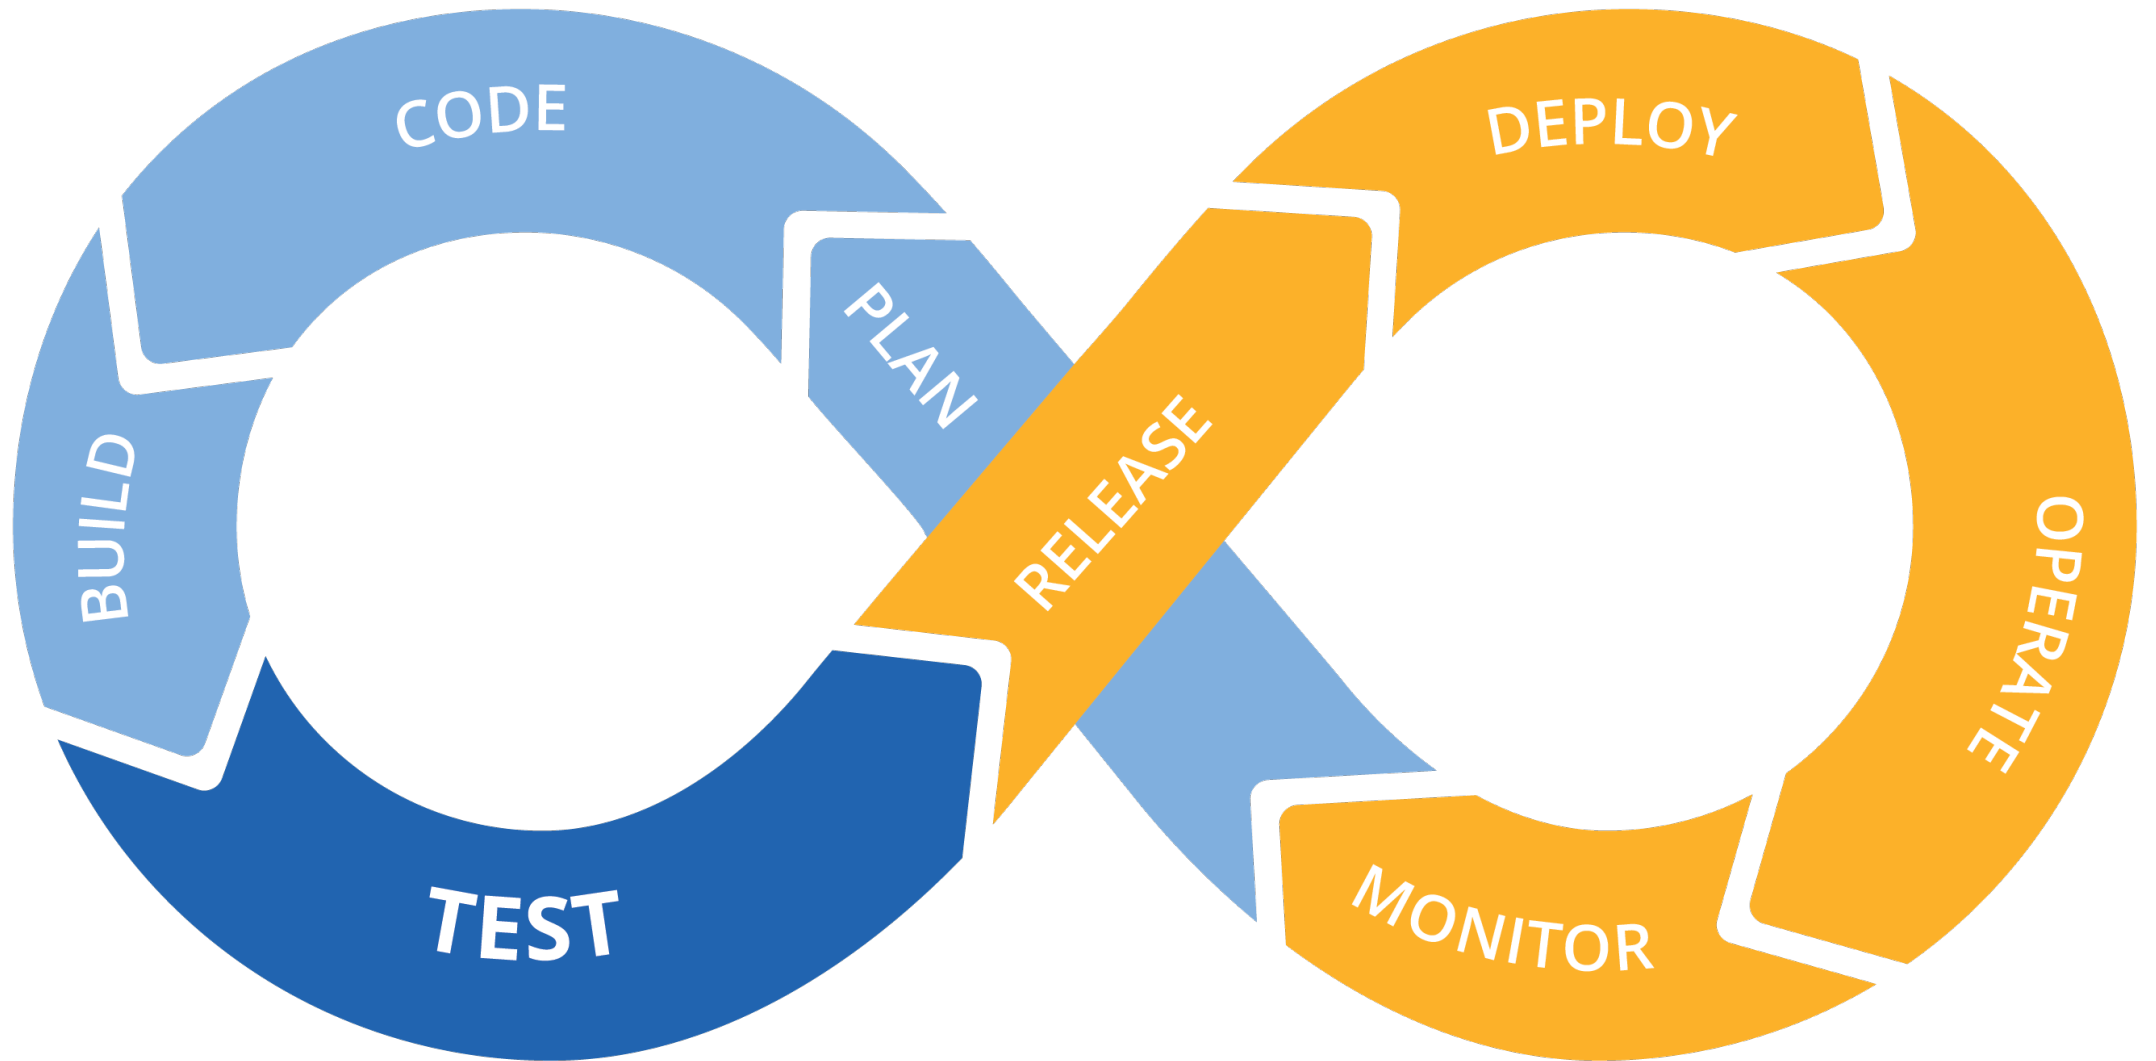 PLAN
CODE
BUILD
TEST
RELEASE
DEPLOY
OPERATE
MONITOR